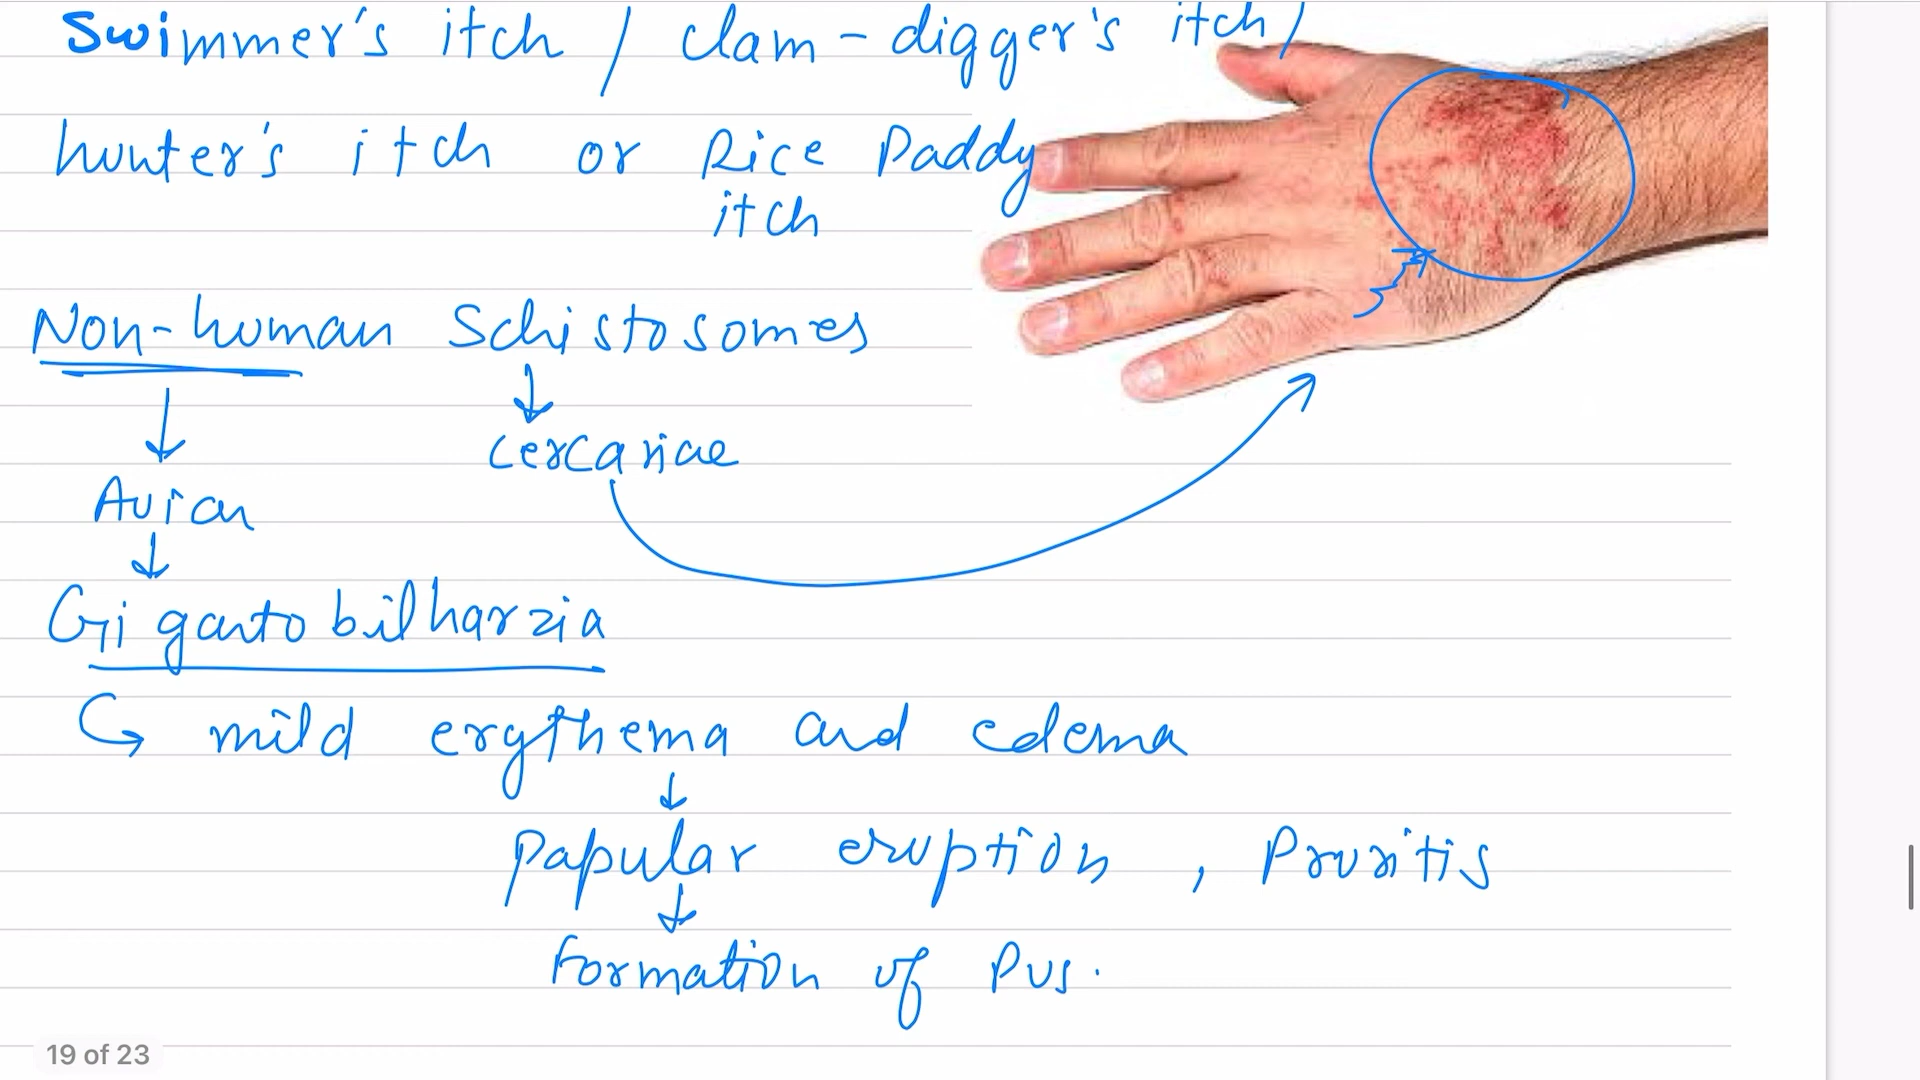 Swimmer's itch / clam-digger's itch /
hunter's itch or Rice Paddy
itch
Non-human Schistosomes
cercariae
Avian
Gigantobilharzia
mild erythema and edema
Papular eruption, Pruritis
Formation of Pus.
19 of 23